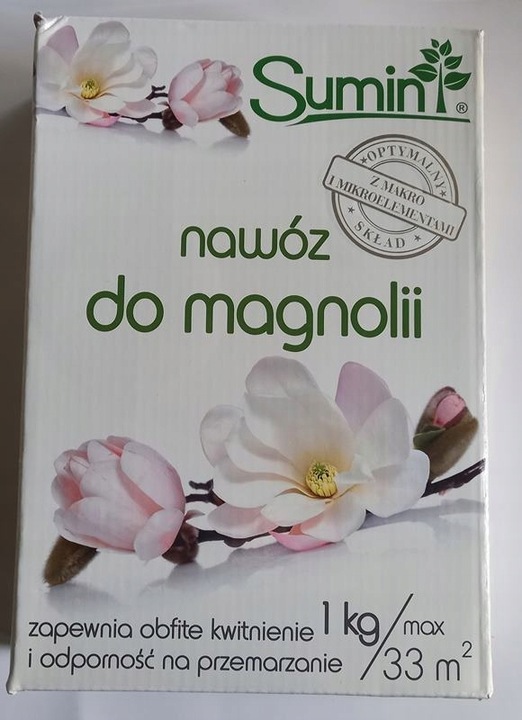 Sumin®
OPTYMALNY
Z MAKRO
I MIKROELEMENTAMI
SKŁAD
nawóz
do magnolii
zapewnia obfite kwitnienie
i odporność na przemarzanie
1 kg/max
33 m²